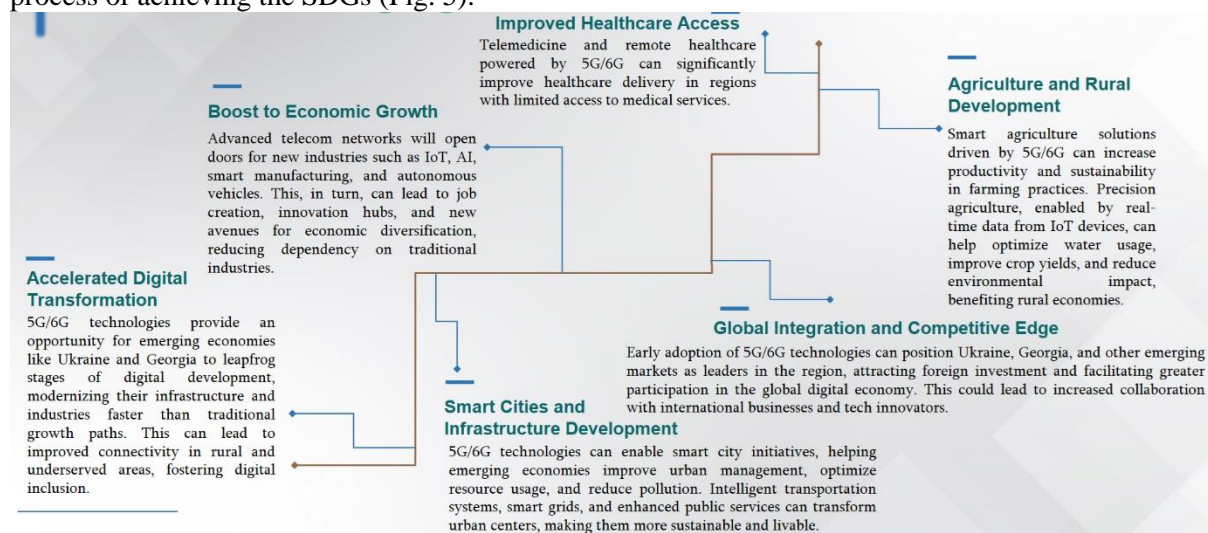 process of achieving the SDGs (Fig. 3).
Improved Healthcare Access
Telemedicine and remote healthcare
powered by 5G/6G can significantly
improve healthcare delivery in regions
with limited access to medical services.
Agriculture and Rural
Development
Smart agriculture solutions
driven by 5G/6G can increase
productivity and sustainability
in farming practices. Precision
agriculture, enabled by real-
time data from IoT devices, can
help optimize water usage,
improve crop yields, and reduce
environmental impact,
benefiting rural economies.
Boost to Economic Growth
Advanced telecom networks will open
doors for new industries such as IoT, AI,
smart manufacturing, and autonomous
vehicles. This, in turn, can lead to job
creation, innovation hubs, and new
avenues for economic diversification,
reducing dependency on traditional
industries.
Accelerated Digital
Transformation
5G/6G technologies provide an
opportunity for emerging economies
like Ukraine and Georgia to leapfrog
stages of digital development,
modernizing their infrastructure and
industries faster than traditional
growth paths. This can lead to
improved connectivity in rural and
underserved areas, fostering digital
inclusion.
Global Integration and Competitive Edge
Early adoption of 5G/6G technologies can position Ukraine, Georgia, and other emerging
markets as leaders in the region, attracting foreign investment and facilitating greater
participation in the global digital economy. This could lead to increased collaboration
with international businesses and tech innovators.
Smart Cities and
Infrastructure Development
5G/6G technologies can enable smart city initiatives, helping
emerging economies improve urban management, optimize
resource usage, and reduce pollution. Intelligent transportation
systems, smart grids, and enhanced public services can transform
urban centers, making them more sustainable and livable.